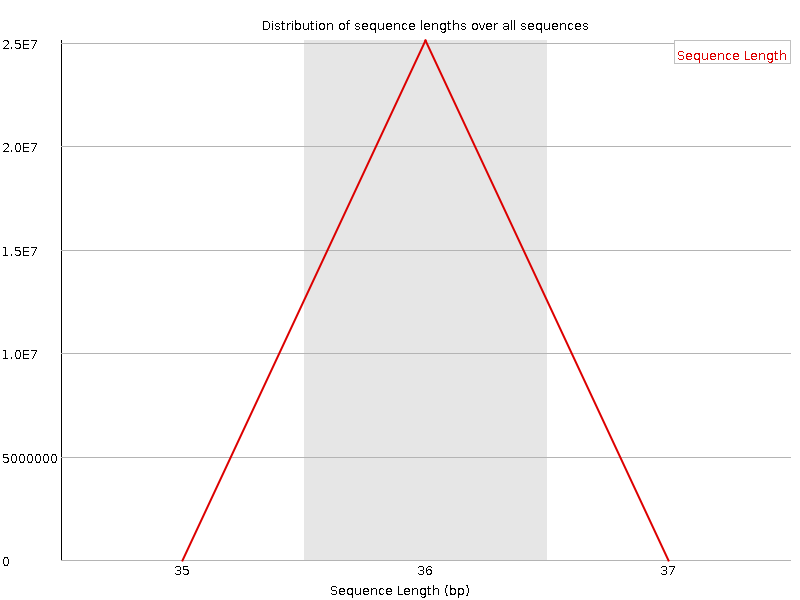 Distribution of sequence lengths over all sequences
2.5E7
Sequence Length
2.0E7
1.5E7
1.0E7
5000000
0
35 36 37
Sequence Length (bp)